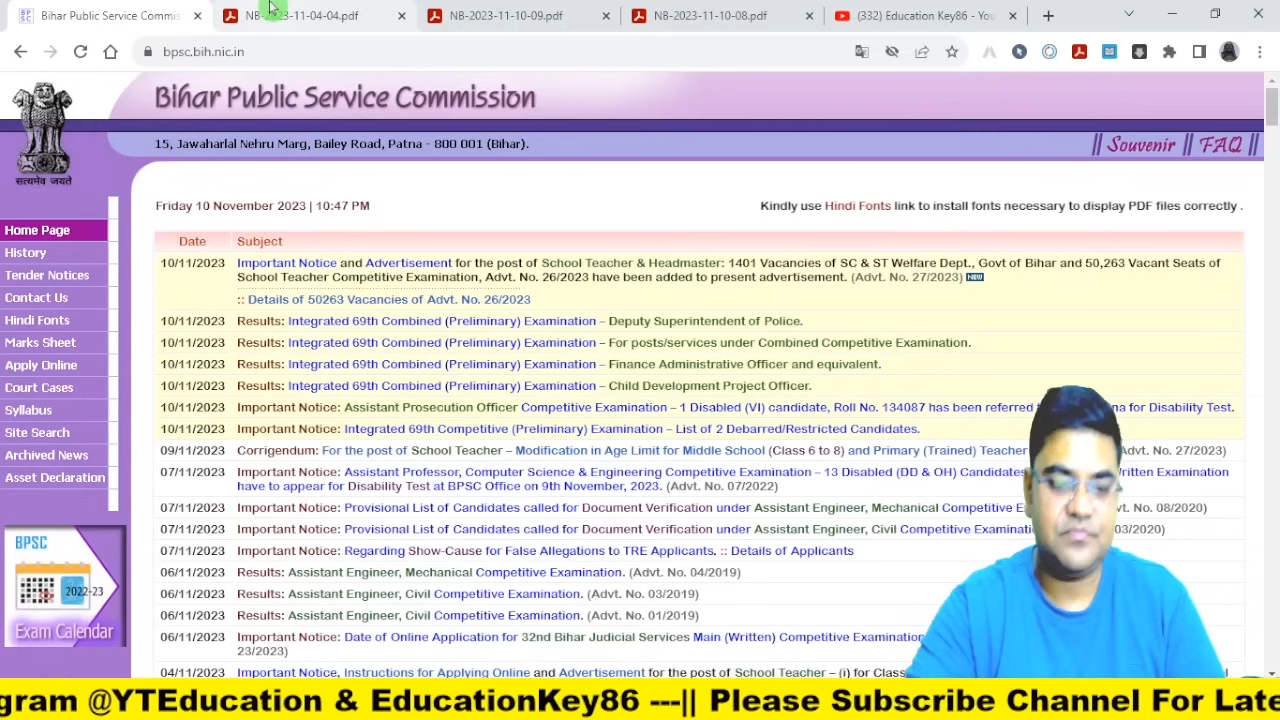 Bihar Public Service Commis
NB-2023-11-04-04.pdf
NB-2023-11-10-09.pdf
NB-2023-11-10-08.pdf
(332) Education Key86 - You
bpsc.bih.nic.in
Bihar Public Service Commission
15, Jawaharlal Nehru Marg, Bailey Road, Patna - 800 001 (Bihar).
|| Souvenir || FAQ ||
सत्यमेव जयते
Friday 10 November 2023 | 10:47 PM
Kindly use Hindi Fonts link to install fonts necessary to display PDF files correctly .
Home Page
History
Tender Notices
Contact Us
Hindi Fonts
Marks Sheet
Apply Online
Court Cases
Syllabus
Site Search
Archived News
Asset Declaration
BPSC
2022-23
Exam Calendar
Date Subject
10/11/2023 Important Notice and Advertisement for the post of School Teacher & Headmaster: 1401 Vacancies of SC & ST Welfare Dept., Govt of Bihar and 50,263 Vacant Seats of
School Teacher Competitive Examination, Advt. No. 26/2023 have been added to present advertisement. (Advt. No. 27/2023) NEW
:: Details of 50263 Vacancies of Advt. No. 26/2023
10/11/2023 Results: Integrated 69th Combined (Preliminary) Examination – Deputy Superintendent of Police.
10/11/2023 Results: Integrated 69th Combined (Preliminary) Examination – For posts/services under Combined Competitive Examination.
10/11/2023 Results: Integrated 69th Combined (Preliminary) Examination – Finance Administrative Officer and equivalent.
10/11/2023 Results: Integrated 69th Combined (Preliminary) Examination – Child Development Project Officer.
10/11/2023 Important Notice: Assistant Prosecution Officer Competitive Examination – 1 Disabled (VI) candidate, Roll No. 134087 has been referred na for Disability Test.
10/11/2023 Important Notice: Integrated 69th Competitive (Preliminary) Examination – List of 2 Debarred/Restricted Candidates.
09/11/2023 Corrigendum: For the post of School Teacher – Modification in Age Limit for Middle School (Class 6 to 8) and Primary (Trained) Teacher Advt. No. 27/2023)
07/11/2023 Important Notice: Assistant Professor, Computer Science & Engineering Competitive Examination – 13 Disabled (DD & OH) Candidates ritten Examination
have to appear for Disability Test at BPSC Office on 9th November, 2023. (Advt. No. 07/2022)
07/11/2023 Important Notice: Provisional List of Candidates called for Document Verification under Assistant Engineer, Mechanical Competitive E No. 08/2020)
07/11/2023 Important Notice: Provisional List of Candidates called for Document Verification under Assistant Engineer, Civil Competitive Examinatio 03/2020)
07/11/2023 Important Notice: Regarding Show-Cause for False Allegations to TRE Applicants. :: Details of Applicants
06/11/2023 Results: Assistant Engineer, Mechanical Competitive Examination. (Advt. No. 04/2019)
06/11/2023 Results: Assistant Engineer, Civil Competitive Examination. (Advt. No. 03/2019)
06/11/2023 Results: Assistant Engineer, Civil Competitive Examination. (Advt. No. 01/2019)
06/11/2023 Important Notice: Date of Online Application for 32nd Bihar Judicial Services Main (Written) Competitive Examination
23/2023)
04/11/2023 Important Notice, Instructions for Applying Online and Advertisement for the post of School Teacher – (i) for Clas
gram @YTEducation & EducationKey86 ---|| Please Subscribe Channel For Late